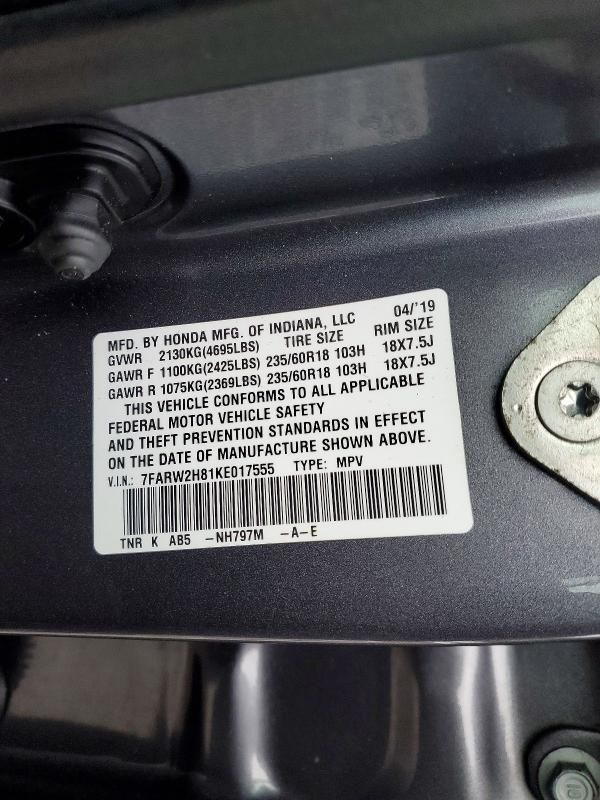 MFD. BY HONDA MFG. OF INDIANA, LLC 04/'19
GVWR 2130KG(4695LBS) TIRE SIZE RIM SIZE
GAWR F 1100KG(2425LBS) 235/60R18 103H 18X7.5J
GAWR R 1075KG(2369LBS) 235/60R18 103H 18X7.5J
THIS VEHICLE CONFORMS TO ALL APPLICABLE
FEDERAL MOTOR VEHICLE SAFETY
AND THEFT PREVENTION STANDARDS IN EFFECT
ON THE DATE OF MANUFACTURE SHOWN ABOVE.
V.I.N.: 7FARW2H81KE017555 TYPE: MPV
TNR K AB5 -NH797M -A-E